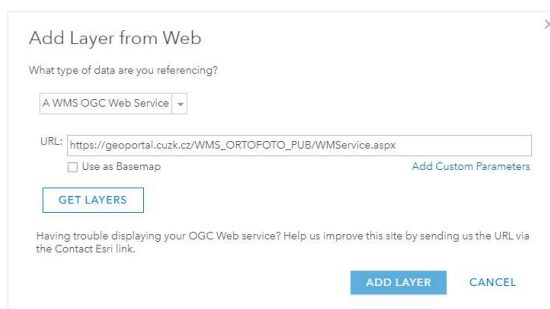 Add Layer from Web
What type of data are you referencing?
A WMS OGC Web Service
URL: https://geoportal.cuzk.cz/WMS_ORTOFOTO_PUB/WMService.aspx
Use as Basemap Add Custom Parameters
GET LAYERS
Having trouble displaying your OGC Web service? Help us improve this site by sending us the URL via
the Contact Esri link.
ADD LAYER CANCEL